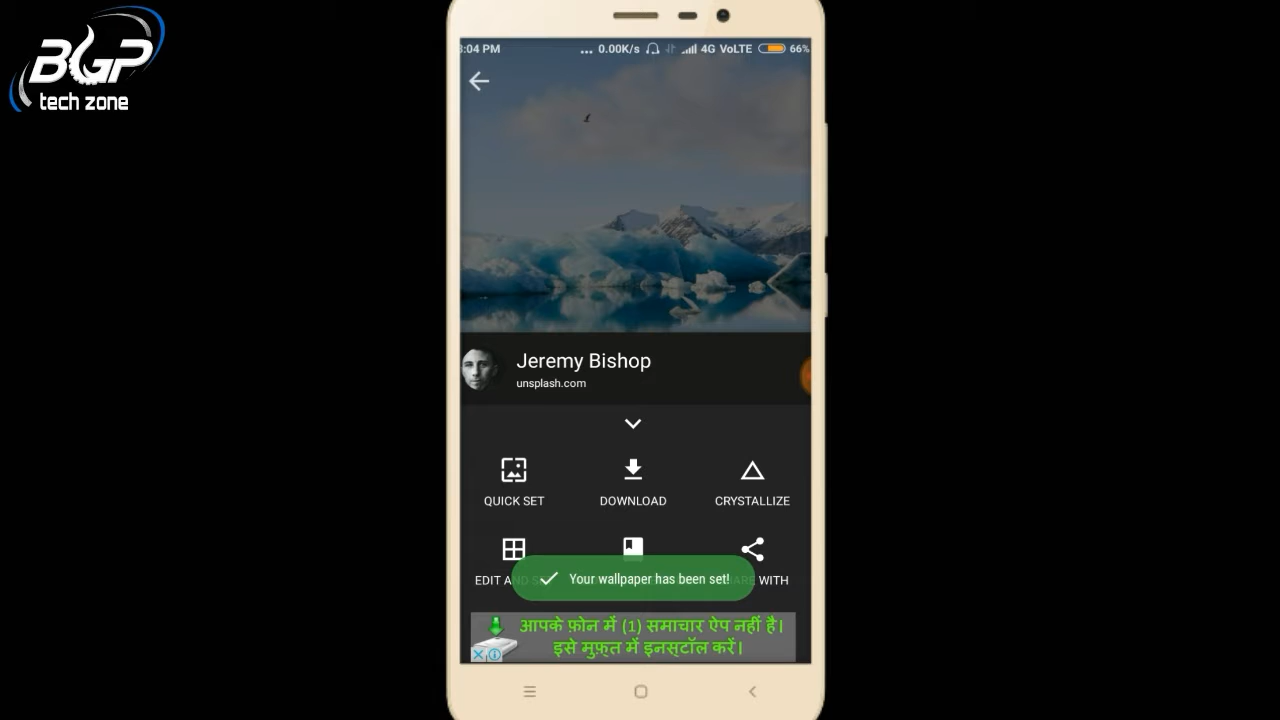 BGP
tech zone
:04 PM
... 0.00K/s 4G VoLTE 66%
Jeremy Bishop
unsplash.com
QUICK SET
DOWNLOAD
CRYSTALLIZE
EDIT AND
WITH
Your wallpaper has been set!
आपके फ़ोन में (1) समाचार ऐप नहीं है।
इसे मुफ़्त में इनस्टॉल करें।